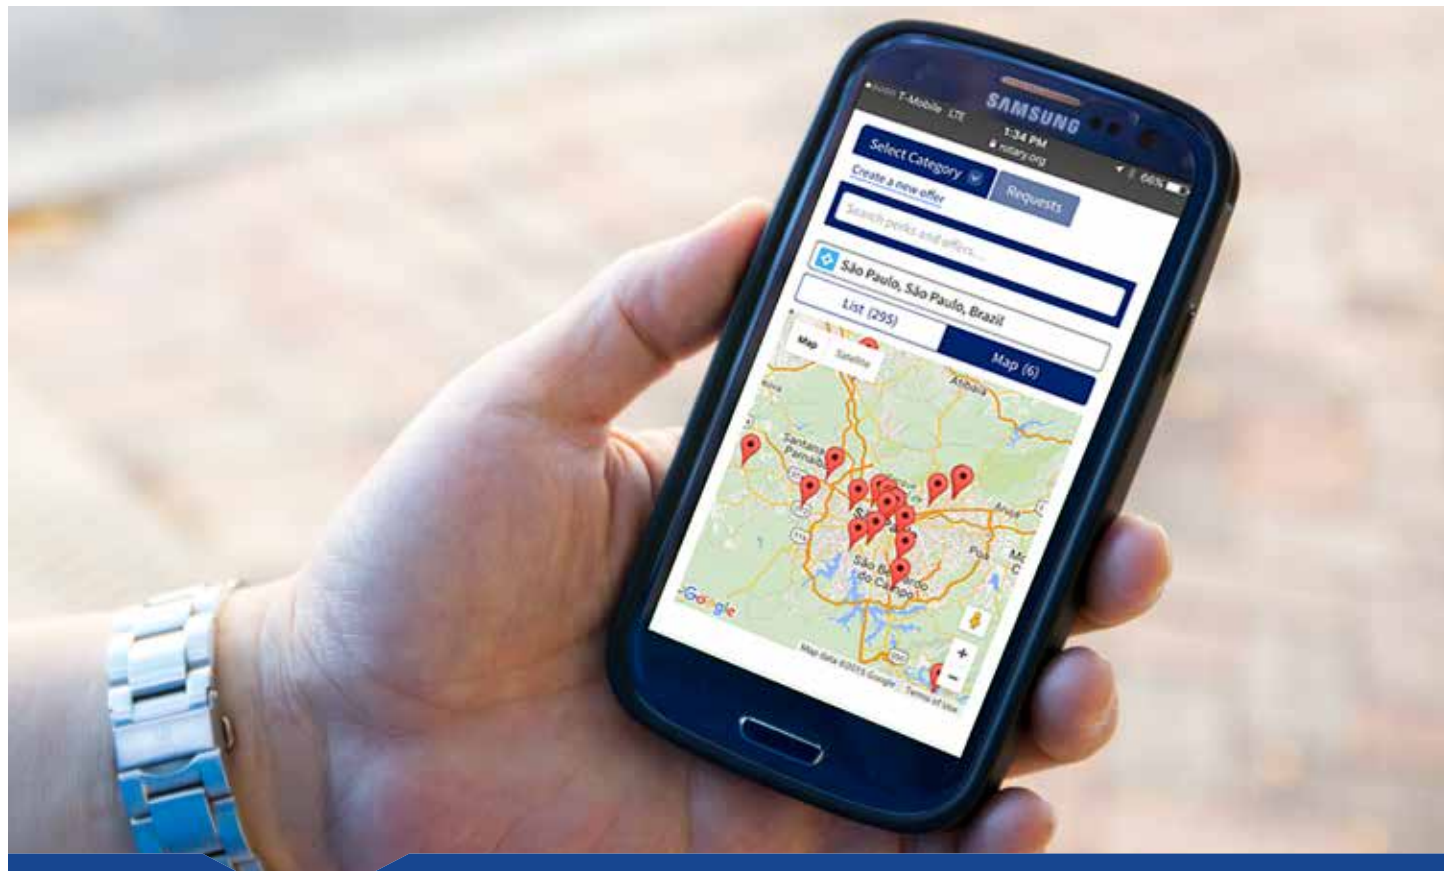 SAMSUNG
T-Mobile LTE
1:34 PM
66%
rotary.org
Select Category
Requests
Create a new offer
Search perks and offers...
São Paulo, São Paulo, Brazil
List (295)
Map (6)
Map
Satellite
Atibaia
Santana
Parnaíba
Arujá
Poá
São Bernardo
do Campo
Google
Map data ©2015 Google
Terms of Use